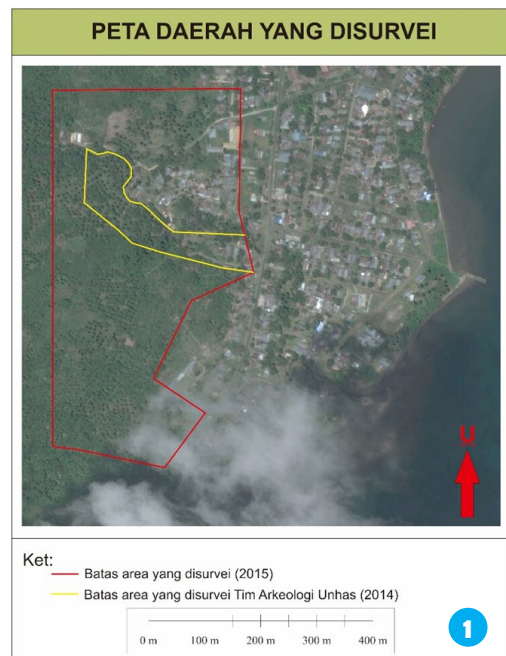 PETA DAERAH YANG DISURVEI
U
Ket:
Batas area yang disurvei (2015)
Batas area yang disurvei Tim Arkeologi Unhas (2014)
0 m 100 m 200 m 300 m 400 m
1